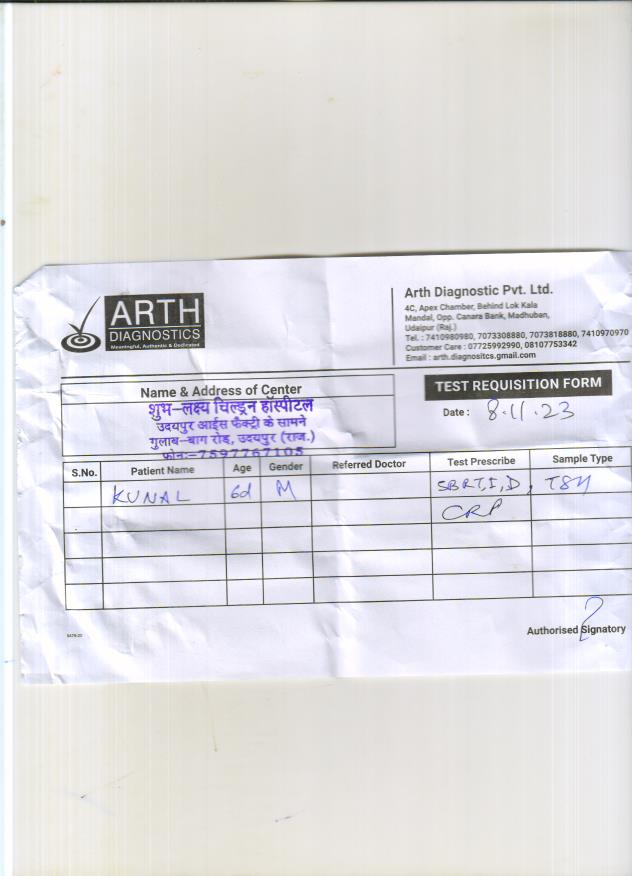 ARTH
DIAGNOSTICS
Meaningful, Authentic & Dedicated
Arth Diagnostic Pvt. Ltd.
4C, Apex Chamber, Behind Lok Kala
Mandal, Opp. Canara Bank, Madhuban,
Udaipur (Raj.)
Tel. : 7410980980, 7073308880, 7073818880, 7410970970
Customer Care : 07725992990, 08107753342
Email : arth.diagnositcs.gmail.com
Name & Address of Center
शुभ-लक्ष्य चिल्ड्रन हॉस्पीटल
उदयपुर आईस फैक्ट्री के सामने
गुलाब-बाग रोड, उदयपुर (राज.)
फोन:-7597767105
TEST REQUISITION FORM
Date : 8.11.23
S.No. Patient Name Age Gender Referred Doctor Test Prescribe Sample Type
KUNAL 6d M SBRT,I,D, TSH
CRP
Authorised Signatory